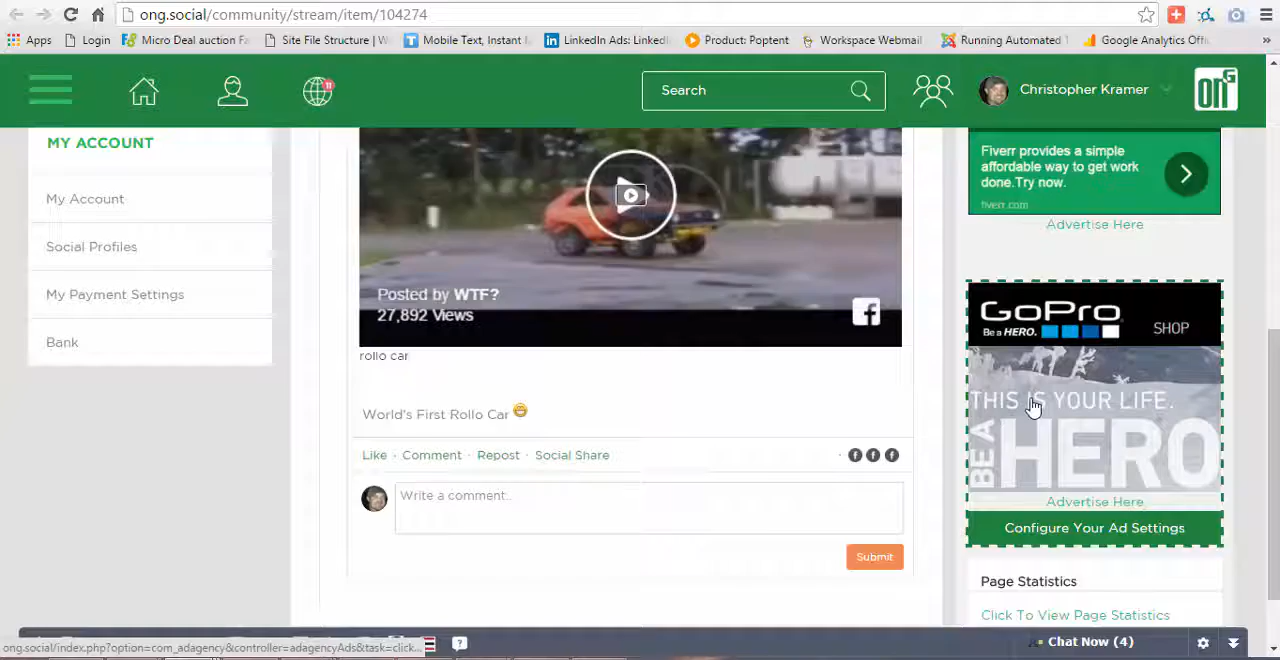 ong.social/community/stream/item/104274
Apps Login Micro Deal auction Fa Site File Structure | W Mobile Text, Instant I LinkedIn Ads: Linked Product: Poptent Workspace Webmail Running Automated T Google Analytics Offi »
11 Search Christopher Kramer onG
MY ACCOUNT
My Account
Social Profiles
My Payment Settings
Bank
Posted by WTF?
27,892 Views
rollo car
World's First Rollo Car
Like · Comment · Repost · Social Share
Write a comment..
Submit
Fiverr provides a simple
affordable way to get work
done.Try now.
fiverr.com
Advertise Here
GoPro
Be a HERO. SHOP
THIS IS YOUR LIFE.
BE A HERO
Advertise Here
Configure Your Ad Settings
Page Statistics
Click To View Page Statistics
ong.social/index.php?option=com_adagency&controller=adagencyAds&task=click...
Chat Now (4)